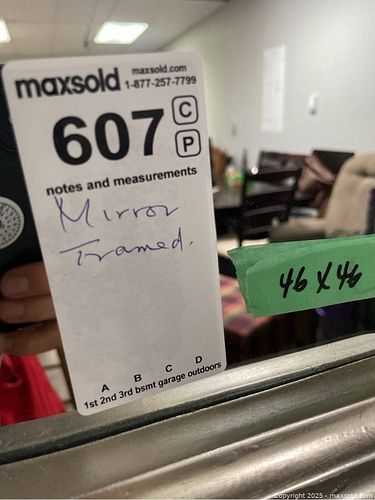 maxsold
maxsold.com
1-877-257-7799
607
C
P
notes and measurements
Mirror
Framed.
46 X 46
A B C D
1st 2nd 3rd bsmt garage outdoors
Copyright 2025 - maxsold.com